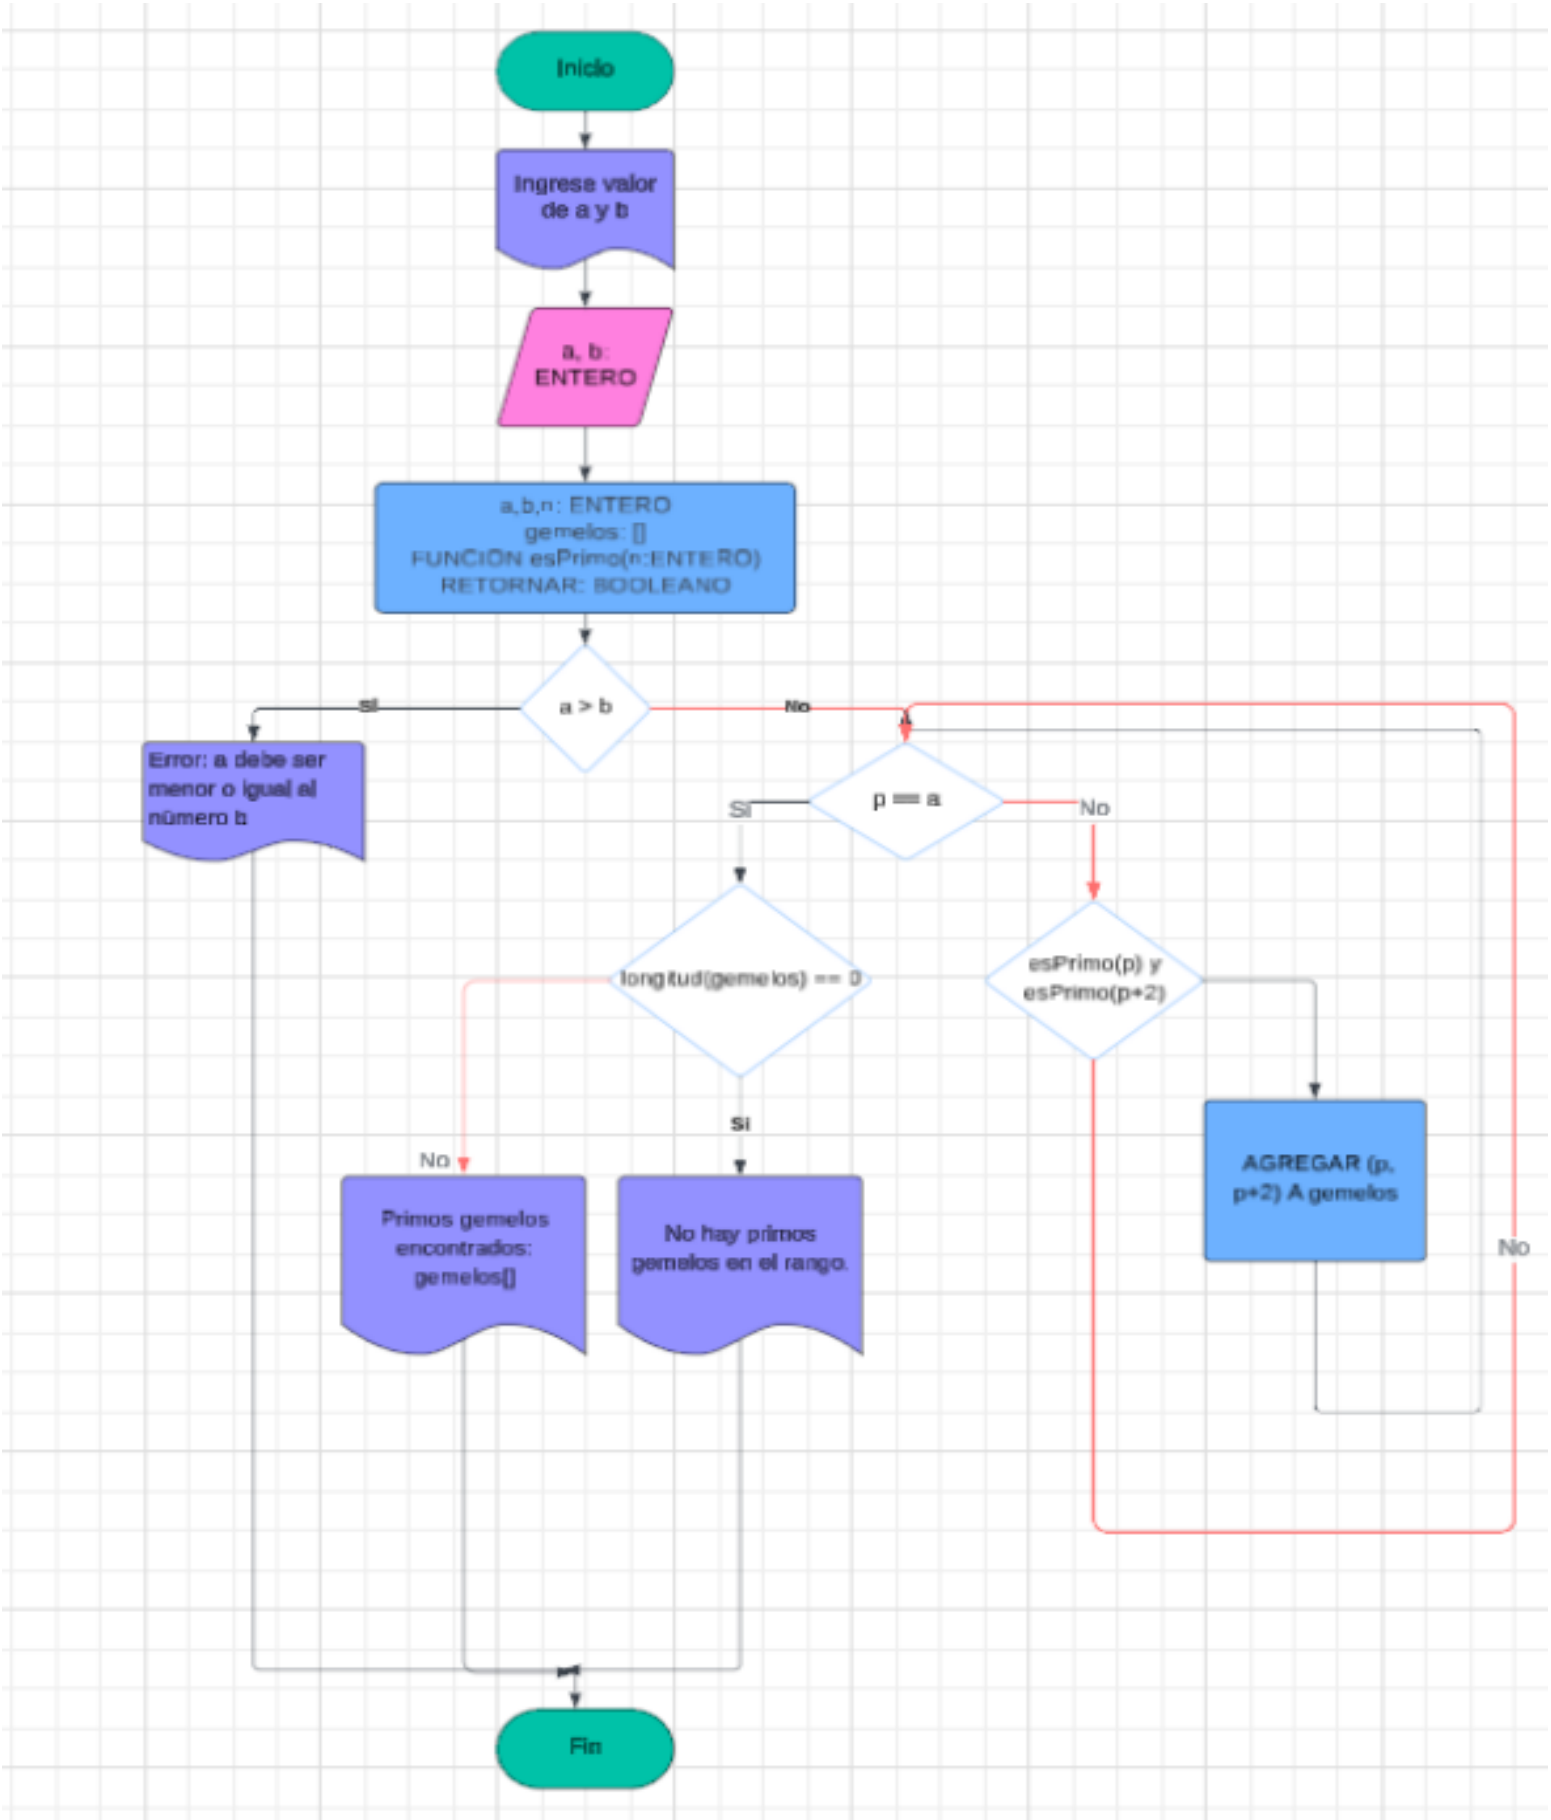 Inicio
Ingrese valor
de a y b
a, b:
ENTERO
a,b,n: ENTERO
gemelos: []
FUNCION esPrimo(n:ENTERO)
RETORNAR: BOOLEANO
a > b
Si
No
Error: a debe ser
menor o igual al
número b
p == a
Si
No
longitud(gemelos) == 0
esPrimo(p) y
esPrimo(p+2)
Si
No
AGREGAR (p,
p+2) A gemelos
Primos gemelos
encontrados:
gemelos[]
No hay primos
gemelos en el rango.
No
Fin